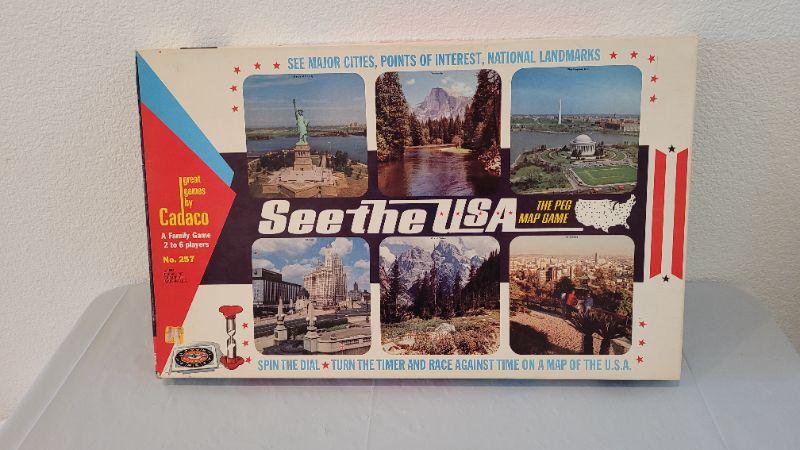 SEE MAJOR CITIES, POINTS OF INTEREST, NATIONAL LANDMARKS
great
games
by
Cadaco
A Family Game
2 to 6 players
No. 257
See the USA
THE PEG
MAP GAME
SPIN THE DIAL ★ TURN THE TIMER AND RACE AGAINST TIME ON A MAP OF THE U.S.A.